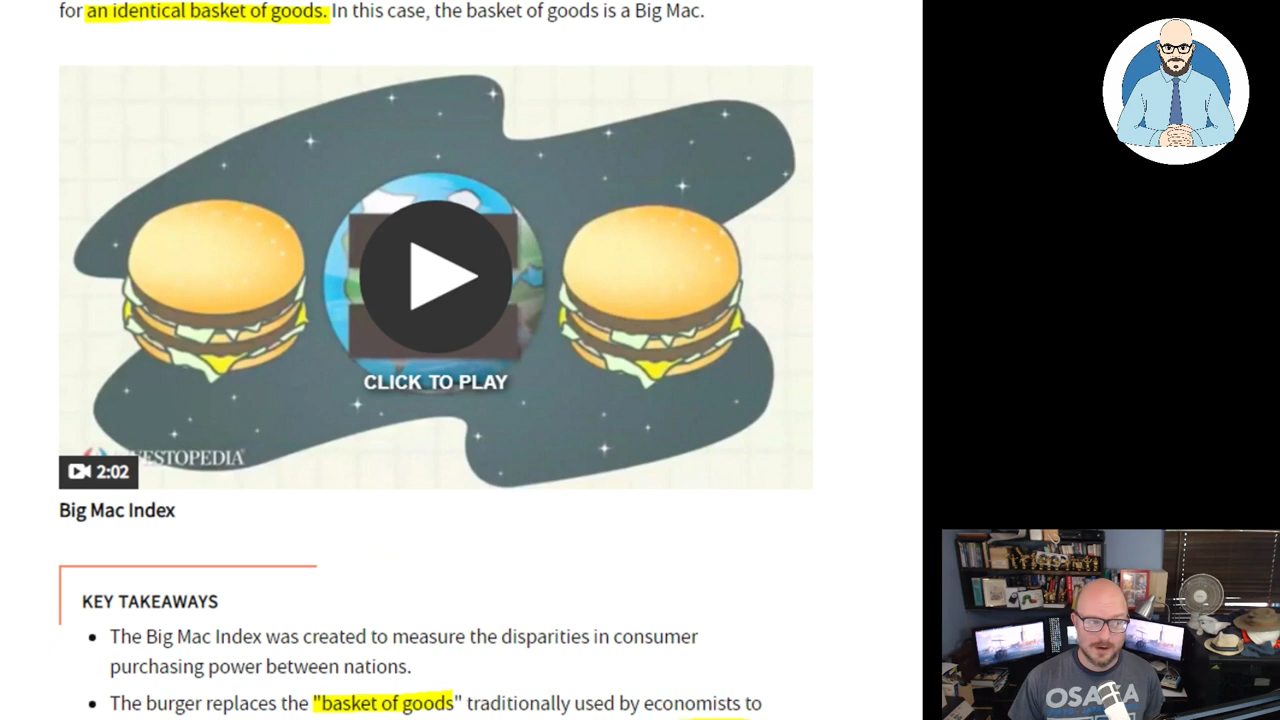 for an identical basket of goods. In this case, the basket of goods is a Big Mac.
CLICK TO PLAY
VESTOPEDIA
2:02
Big Mac Index
KEY TAKEAWAYS
• The Big Mac Index was created to measure the disparities in consumer
purchasing power between nations.
• The burger replaces the "basket of goods" traditionally used by economists to
OSAKA